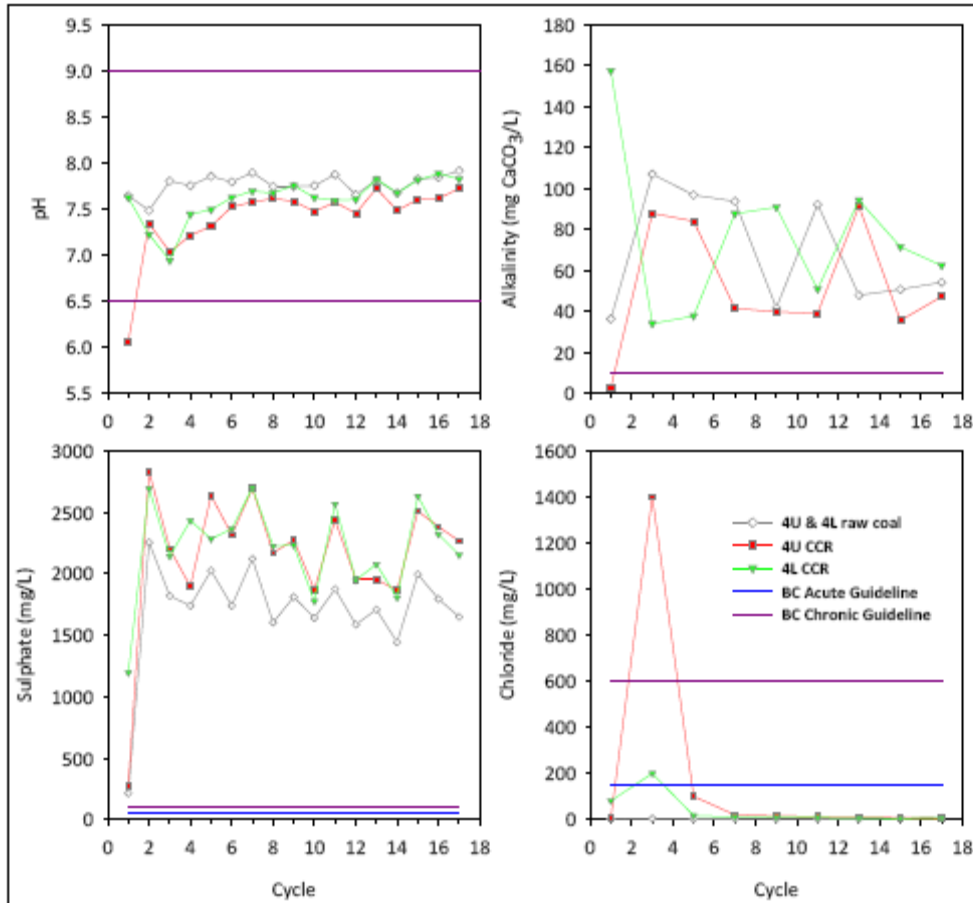 pH
9.5
9.0
8.5
8.0
7.5
7.0
6.5
6.0
5.5
0 2 4 6 8 10 12 14 16 18
Alkalinity (mg CaCO₃/L)
180
160
140
120
100
80
60
40
20
0
0 2 4 6 8 10 12 14 16 18
Sulphate (mg/L)
3000
2500
2000
1500
1000
500
0
0 2 4 6 8 10 12 14 16 18
Cycle
Chloride (mg/L)
1600
1400
1200
1000
800
600
400
200
0
4U & 4L raw coal
4U CCR
4L CCR
BC Acute Guideline
BC Chronic Guideline
0 2 4 6 8 10 12 14 16 18
Cycle